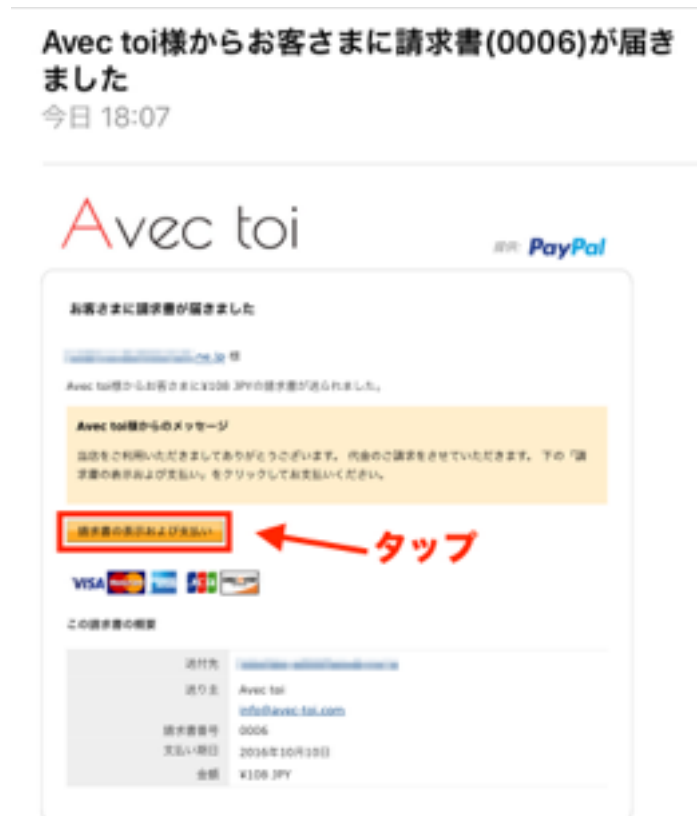 Avec toi様からお客さまに請求書(0006)が届き
ました
今日 18:07
Avec toi
提供: PayPal
お客さまに請求書が届きました
.ne.jp 様
Avec toi様からお客さまに¥108 JPYの請求書が送られました。
Avec toi様からのメッセージ
当店をご利用いただきましてありがとうございます。 代金のご請求をさせていただきます。 下の「請
求書の表示および支払い」をクリックしてお支払いください。
請求書の表示および支払い
タップ
VISA MasterCard JCB
この請求書の概要
送付先
送り主 Avec toi
info@avec-toi.com
請求書番号 0006
支払い期日 2016年10月10日
金額 ¥108 JPY